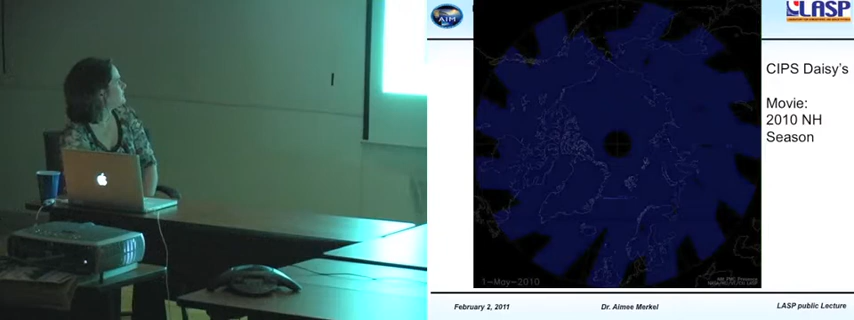 AIM
LASP
CIPS Daisy's
Movie:
2010 NH
Season
1-May-2010
February 2, 2011
Dr. Aimee Merkel
LASP public Lecture